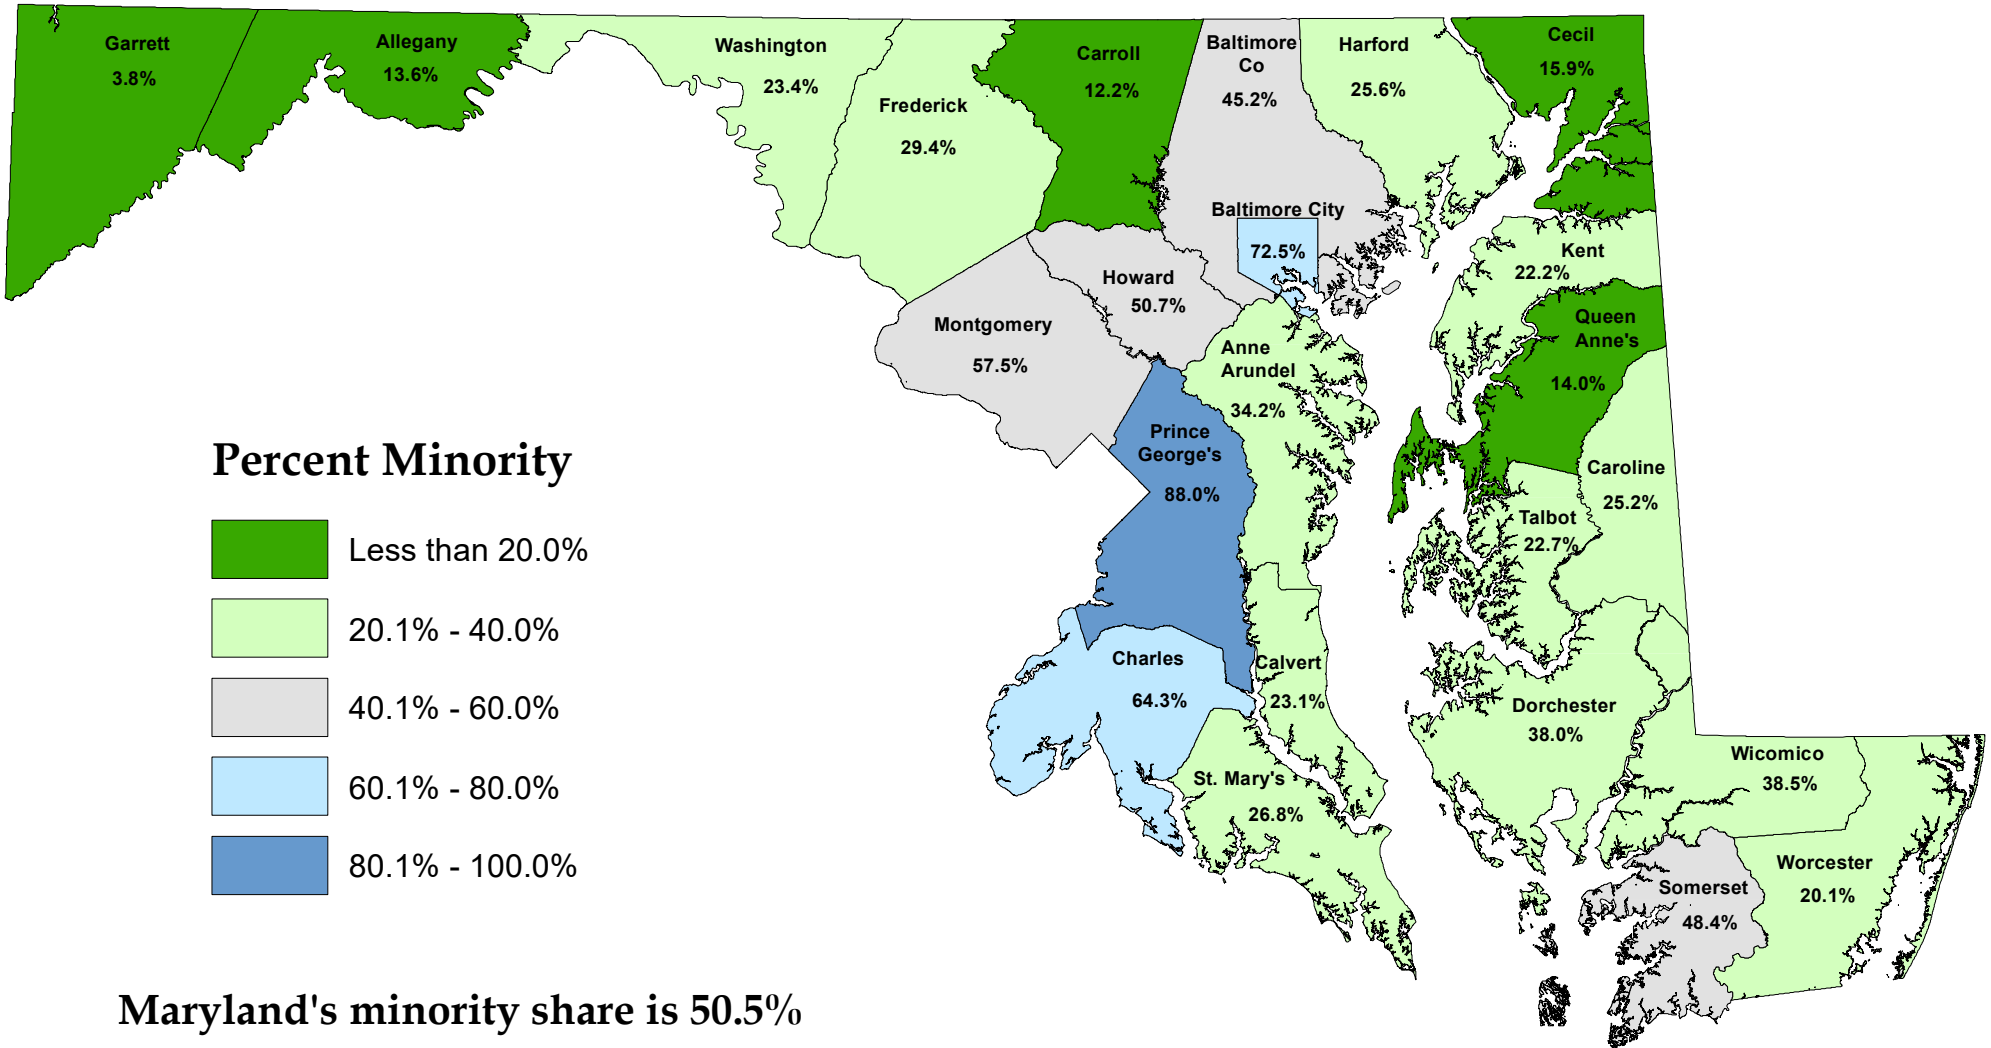 Garrett
3.8%
Allegany
13.6%
Washington
23.4%
Frederick
29.4%
Carroll
12.2%
Baltimore
Co
45.2%
Harford
25.6%
Cecil
15.9%
Baltimore City
72.5%
Kent
22.2%
Howard
50.7%
Montgomery
57.5%
Queen
Anne's
14.0%
Anne
Arundel
34.2%
Prince
George's
88.0%
Caroline
25.2%
Talbot
22.7%
Charles
64.3%
Calvert
23.1%
Dorchester
38.0%
St. Mary's
26.8%
Wicomico
38.5%
Somerset
48.4%
Worcester
20.1%
Percent Minority
Less than 20.0%
20.1% - 40.0%
40.1% - 60.0%
60.1% - 80.0%
80.1% - 100.0%
Maryland's minority share is 50.5%